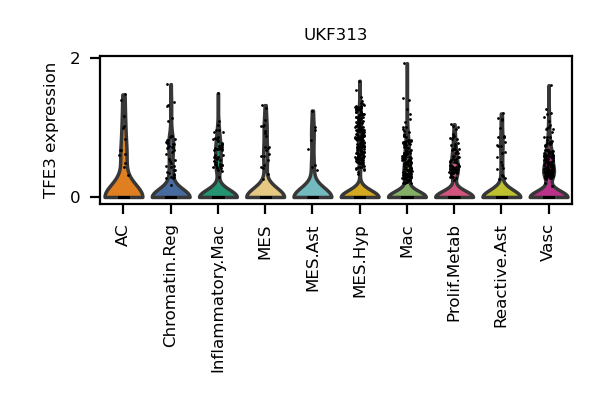 UKF313
TFE3 expression
2
0
AC
Chromatin.Reg
Inflammatory.Mac
MES
MES.Ast
MES.Hyp
Mac
Prolif.Metab
Reactive.Ast
Vasc